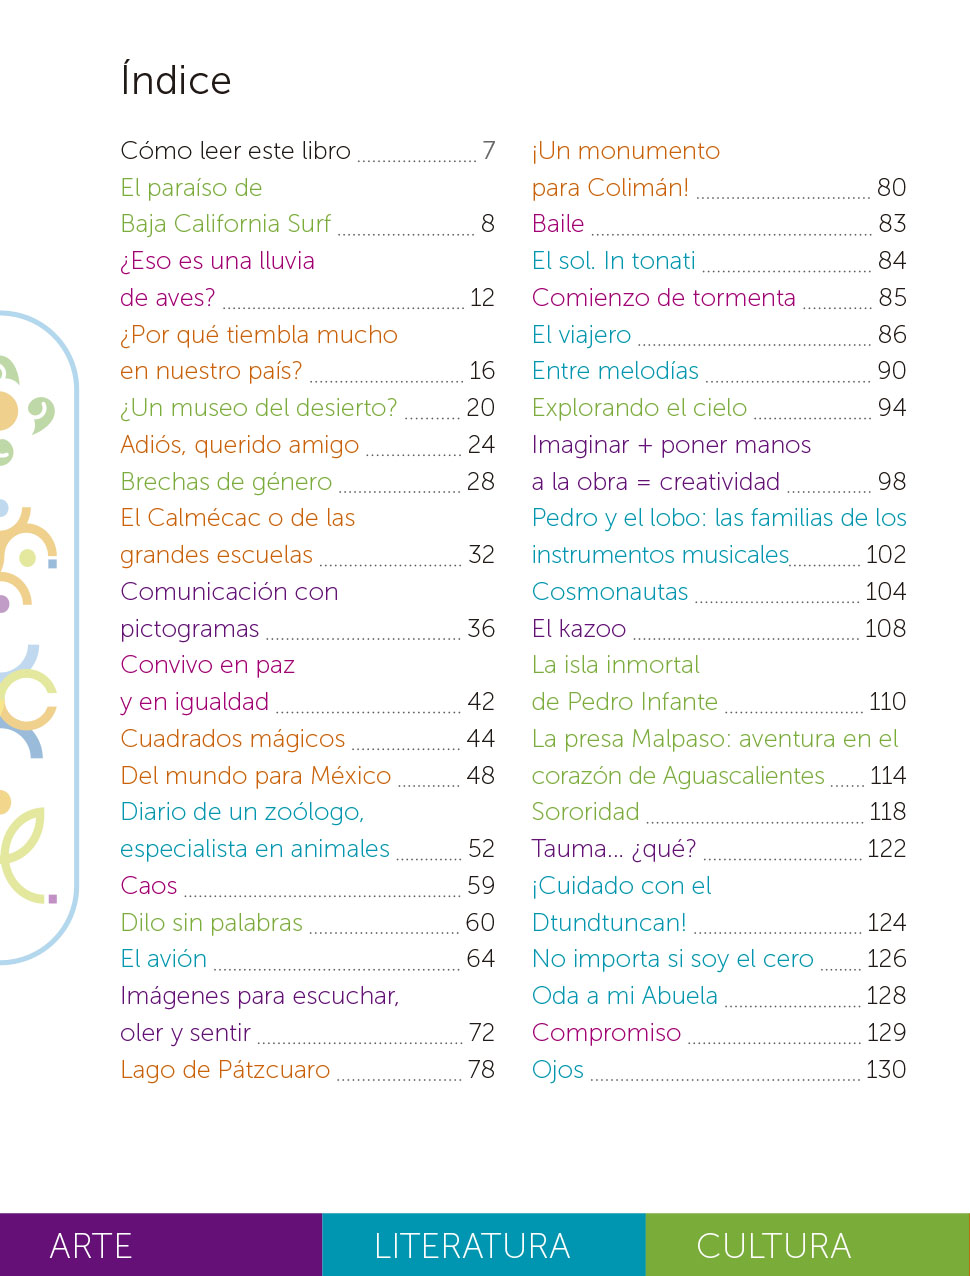 Índice
Cómo leer este libro 7
El paraíso de
Baja California Surf 8
¿Eso es una lluvia
de aves? 12
¿Por qué tiembla mucho
en nuestro país? 16
¿Un museo del desierto? 20
Adiós, querido amigo 24
Brechas de género 28
El Calmécac o de las
grandes escuelas 32
Comunicación con
pictogramas 36
Convivo en paz
y en igualdad 42
Cuadrados mágicos 44
Del mundo para México 48
Diario de un zoólogo,
especialista en animales 52
Caos 59
Dilo sin palabras 60
El avión 64
Imágenes para escuchar,
oler y sentir 72
Lago de Pátzcuaro 78
¡Un monumento
para Colimán! 80
Baile 83
El sol. In tonati 84
Comienzo de tormenta 85
El viajero 86
Entre melodías 90
Explorando el cielo 94
Imaginar + poner manos
a la obra = creatividad 98
Pedro y el lobo: las familias de los
instrumentos musicales 102
Cosmonautas 104
El kazoo 108
La isla inmortal
de Pedro Infante 110
La presa Malpaso: aventura en el
corazón de Aguascalientes 114
Sororidad 118
Tauma... ¿qué? 122
¡Cuidado con el
Dtundtuncan! 124
No importa si soy el cero 126
Oda a mi Abuela 128
Compromiso 129
Ojos 130
ARTE LITERATURA CULTURA